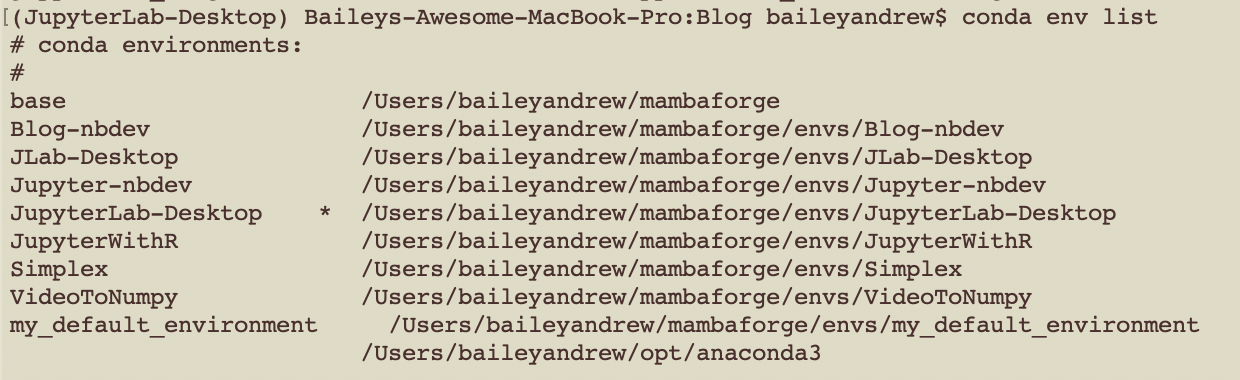 [(JupyterLab-Desktop) Baileys-Awesome-MacBook-Pro:Blog baileyandrew$ conda env list
# conda environments:
#
base                     /Users/baileyandrew/mambaforge
Blog-nbdev               /Users/baileyandrew/mambaforge/envs/Blog-nbdev
JLab-Desktop             /Users/baileyandrew/mambaforge/envs/JLab-Desktop
Jupyter-nbdev            /Users/baileyandrew/mambaforge/envs/Jupyter-nbdev
JupyterLab-Desktop    *  /Users/baileyandrew/mambaforge/envs/JupyterLab-Desktop
JupyterWithR             /Users/baileyandrew/mambaforge/envs/JupyterWithR
Simplex                  /Users/baileyandrew/mambaforge/envs/Simplex
VideoToNumpy             /Users/baileyandrew/mambaforge/envs/VideoToNumpy
my_default_environment     /Users/baileyandrew/mambaforge/envs/my_default_environment
                         /Users/baileyandrew/opt/anaconda3